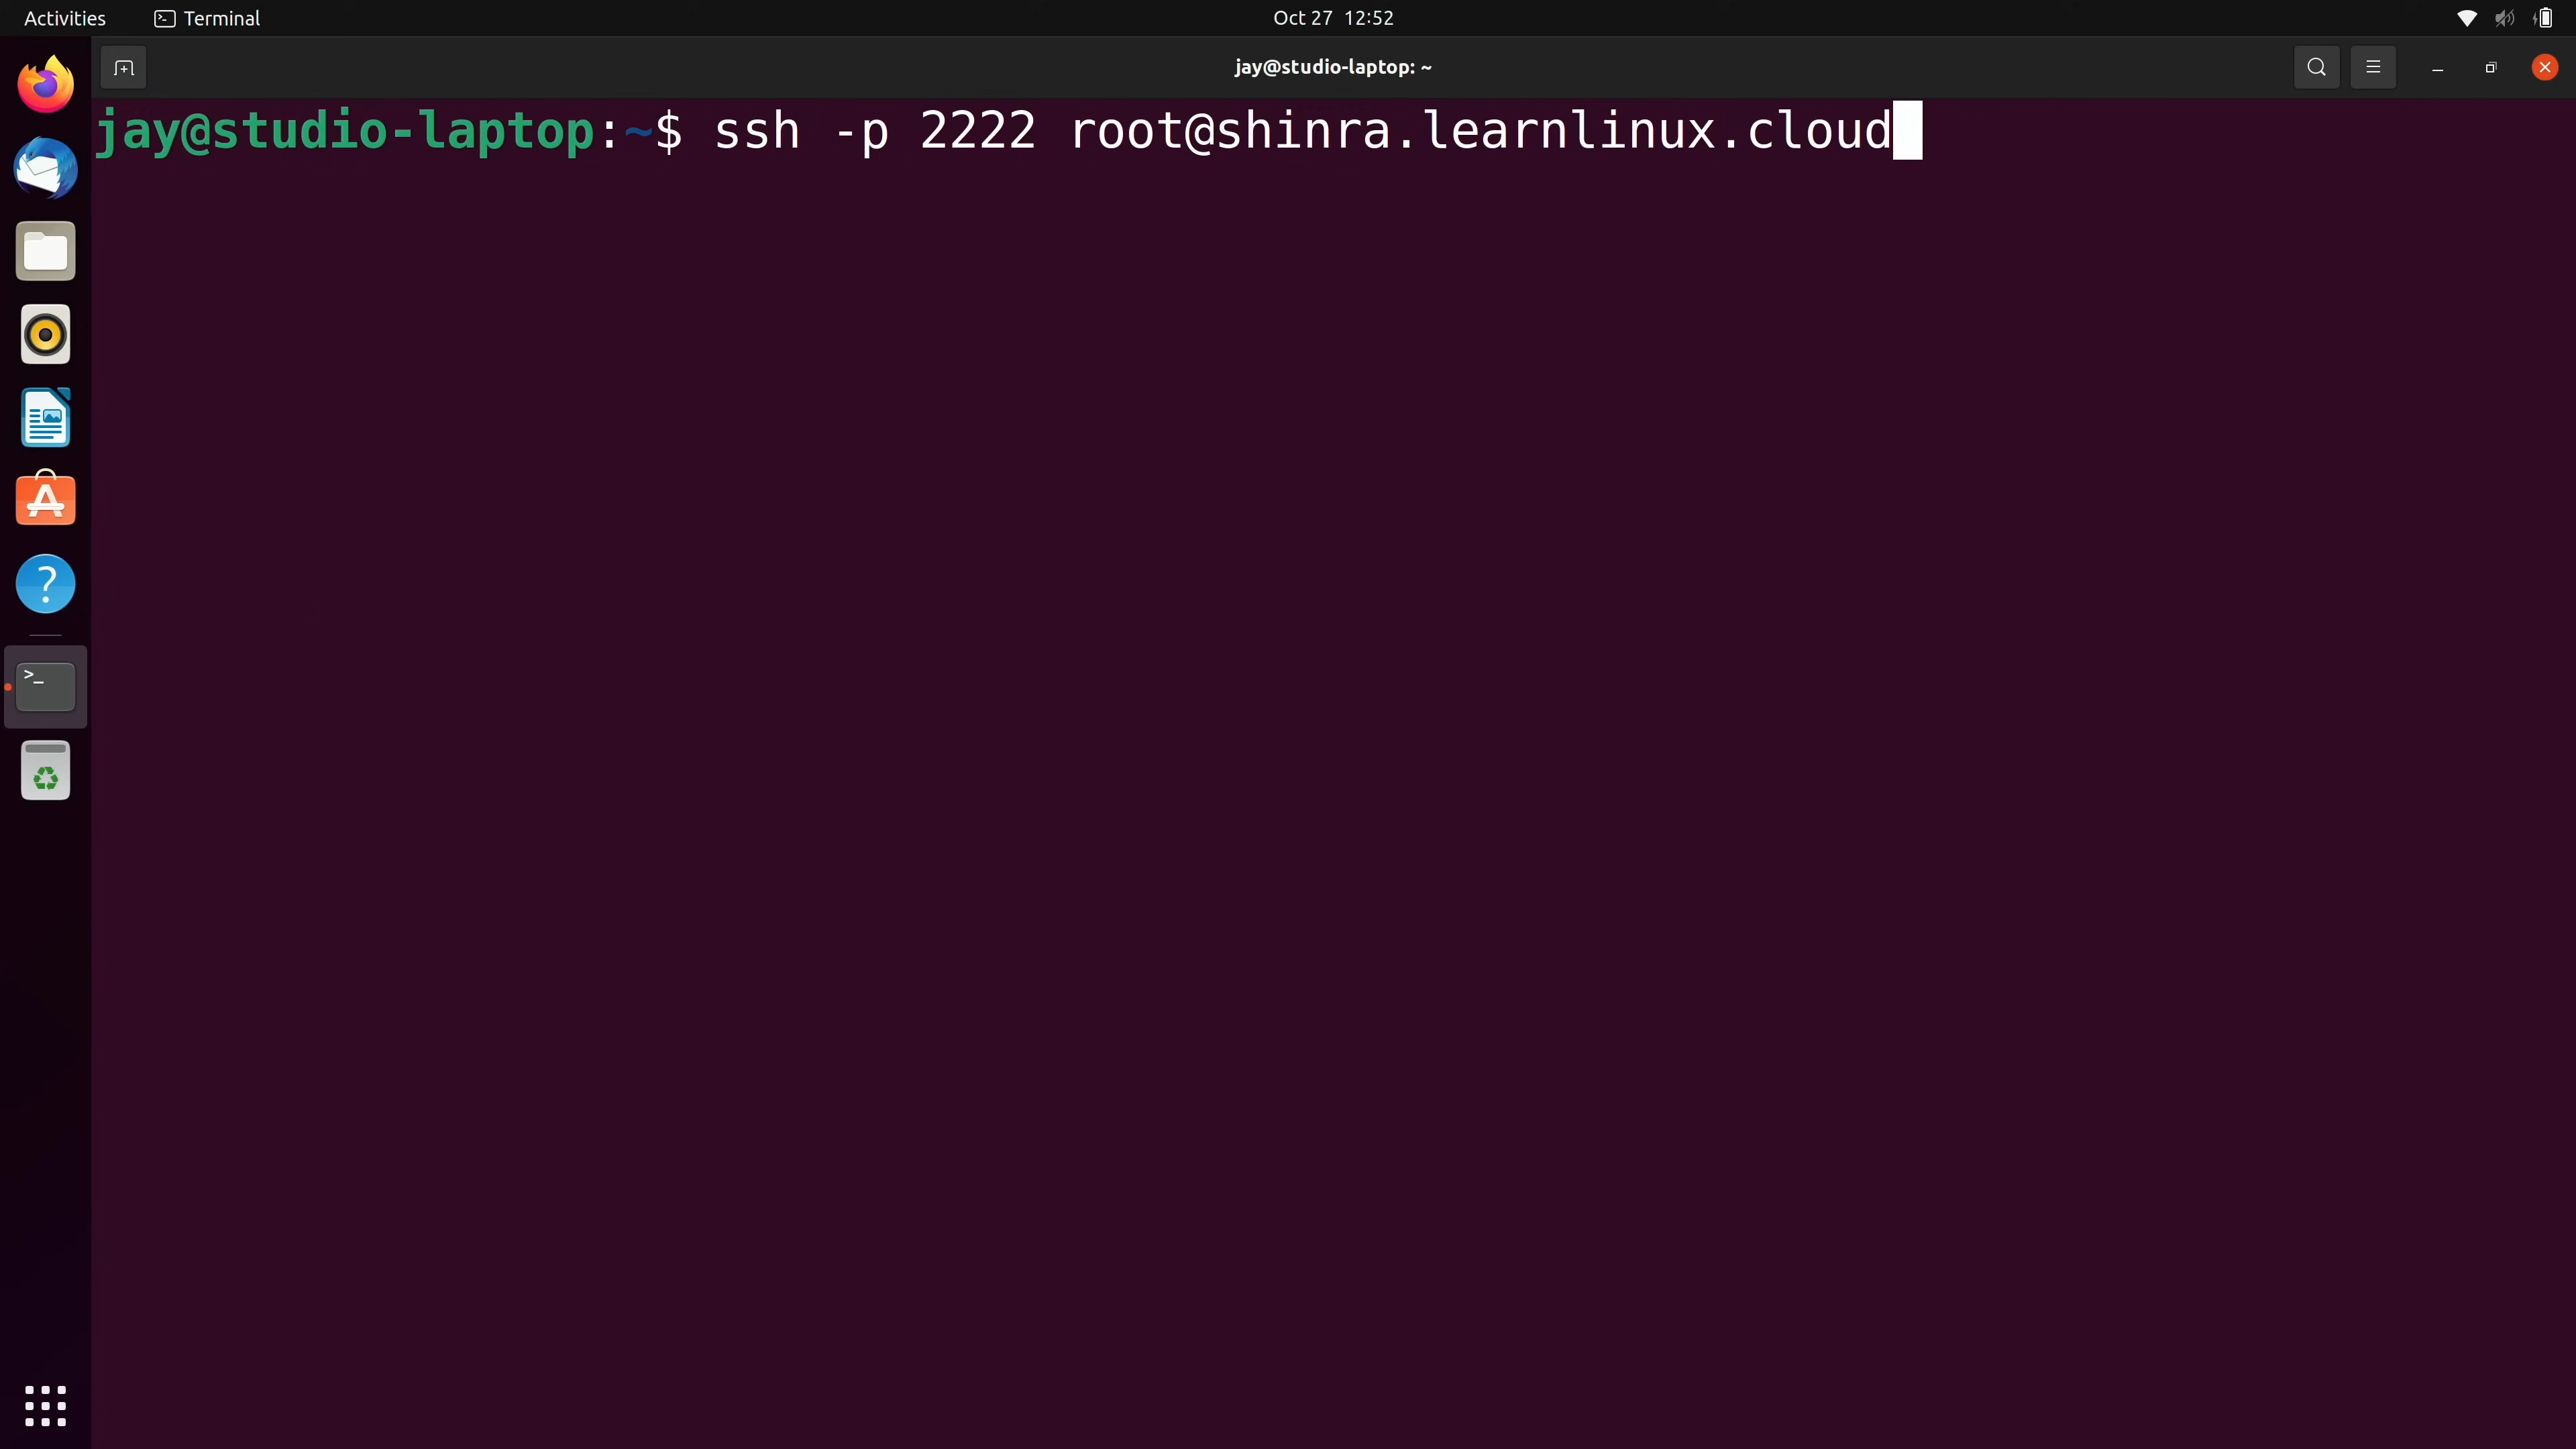 Activities
Terminal
Oct 27 12:52
jay@studio-laptop: ~
jay@studio-laptop:~$ ssh -p 2222 root@shinra.learnlinux.cloud